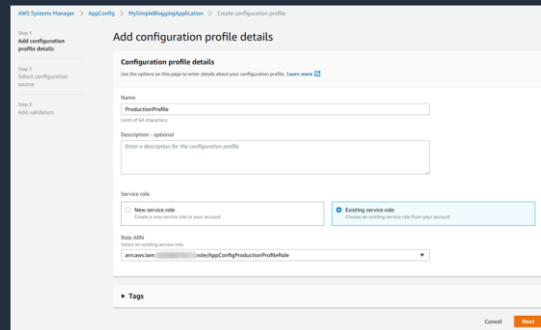 AWS Systems Manager > AppConfig > MySimpleBloggingApplication > Create configuration profile
Step 1
Add configuration
profile details
Step 2
Select configuration
source
Step 3
Add validators
Add configuration profile details
Configuration profile details
Use the options on this page to enter details about your configuration profile. Learn more
Name
ProductionProfile
Limit of 64 characters.
Description - optional
Enter a description for the configuration profile.
Service role
New service role
Create a new service role in your account
Existing service role
Choose an existing service role from your account
Role ARN
Select an existing service role.
arn:aws:iam: :role/AppConfigProductionProfileRole
Tags
Cancel
Next